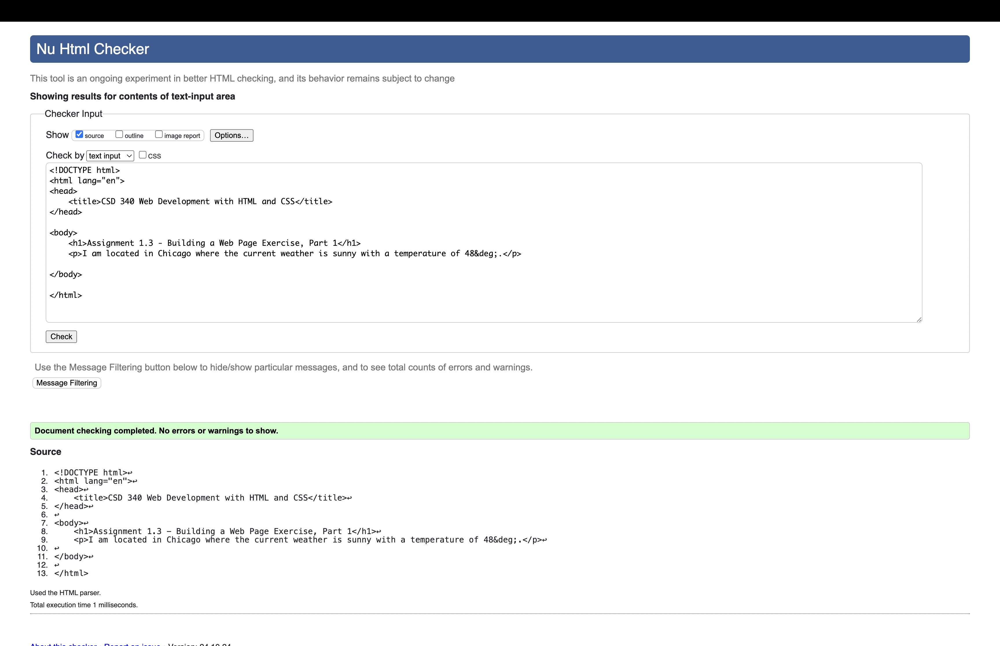 Nu Html Checker
This tool is an ongoing experiment in better HTML checking, and its behavior remains subject to change
Showing results for contents of text-input area
Checker Input
Show source outline image report Options...
Check by text input CSS
<!DOCTYPE html>
<html lang="en">
<head>
    <title>CSD 340 Web Development with HTML and CSS</title>
</head>
<body>
    <h1>Assignment 1.3 - Building a Web Page Exercise, Part 1</h1>
    <p>I am located in Chicago where the current weather is sunny with a temperature of 48&deg;.</p>
</body>
</html>
Check
Use the Message Filtering button below to hide/show particular messages, and to see total counts of errors and warnings.
Message Filtering
Document checking completed. No errors or warnings to show.
Source
1. <!DOCTYPE html>↩
2. <html lang="en">↩
3. <head>↩
4.     <title>CSD 340 Web Development with HTML and CSS</title>↩
5. </head>↩
6. ↩
7. <body>↩
8.     <h1>Assignment 1.3 – Building a Web Page Exercise, Part 1</h1>↩
9.     <p>I am located in Chicago where the current weather is sunny with a temperature of 48&deg;.</p>↩
10. ↩
11. </body>↩
12. ↩
13. </html>
Used the HTML parser.
Total execution time 1 milliseconds.
About this checker • Report an issue • Version: 24.10.24